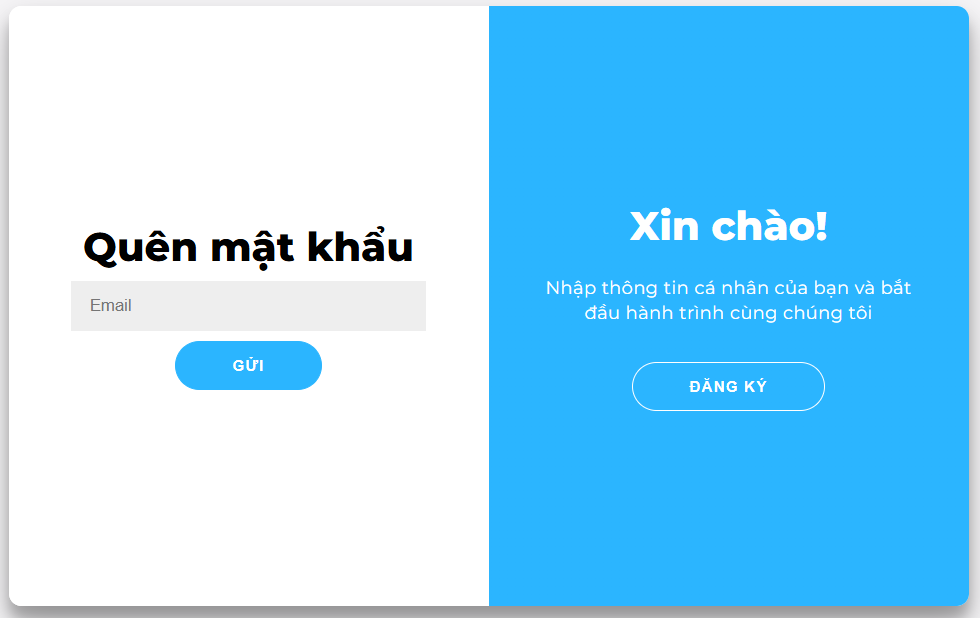 Quên mật khẩu
Email
GỬI
Xin chào!
Nhập thông tin cá nhân của bạn và bắt
đầu hành trình cùng chúng tôi
ĐĂNG KÝ